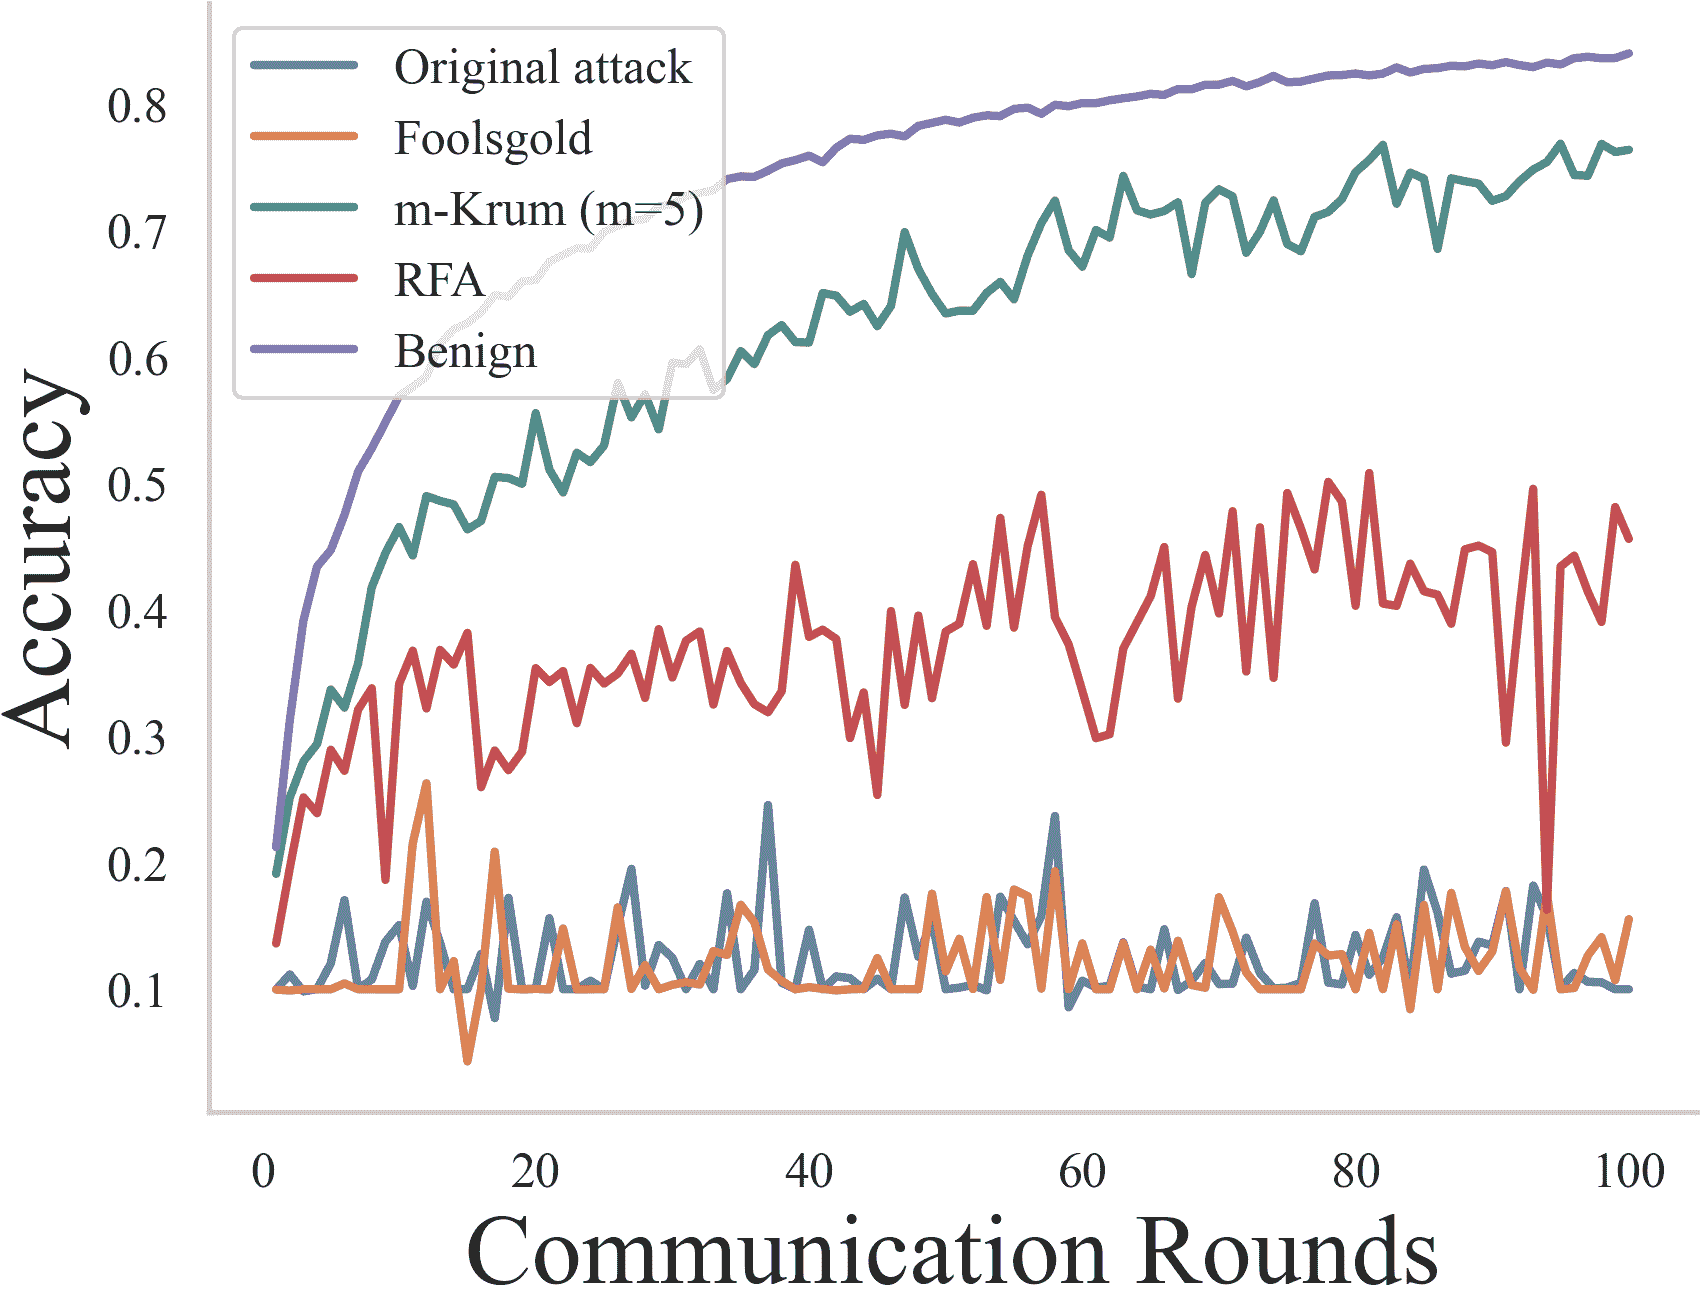 Original attack
Foolsgold
m-Krum (m=5)
RFA
Benign
0.8
0.7
0.6
0.5
0.4
0.3
0.2
0.1
Accuracy
0 20 40 60 80 100
Communication Rounds